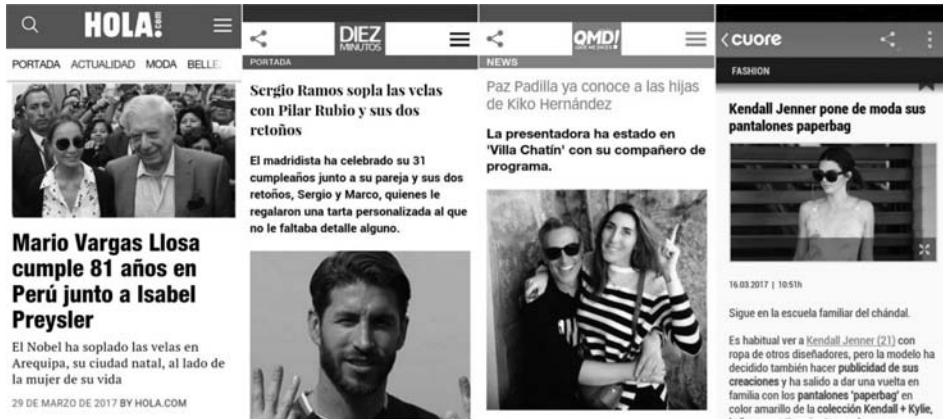 HOLA!.com
PORTADA ACTUALIDAD MODA BELLE
Mario Vargas Llosa
cumple 81 años en
Perú junto a Isabel
Preysler
El Nobel ha soplado las velas en
Arequipa, su ciudad natal, al lado de
la mujer de su vida
29 DE MARZO DE 2017 BY HOLA.COM
DIEZ
MINUTOS
PORTADA
Sergio Ramos sopla las velas
con Pilar Rubio y sus dos
retoños
El madridista ha celebrado su 31
cumpleaños junto a su pareja y sus dos
retoños, Sergio y Marco, quienes le
regalaron una tarta personalizada al que
no le faltaba detalle alguno.
QMD!
¡QUÉ ME DICES!
NEWS
Paz Padilla ya conoce a las hijas
de Kiko Hernández
La presentadora ha estado en
'Villa Chatín' con su compañero de
programa.
cuore
FASHION
Kendall Jenner pone de moda sus
pantalones paperbag
16.03.2017 | 10:51h
Sigue en la escuela familiar del chándal.
Es habitual ver a Kendall Jenner (21) con
ropa de otros diseñadores, pero la modelo ha
decidido también hacer publicidad de sus
creaciones y ha salido a dar una vuelta en
familia con los pantalones 'paperbag' en
color amarillo de la colección Kendall + Kylie,